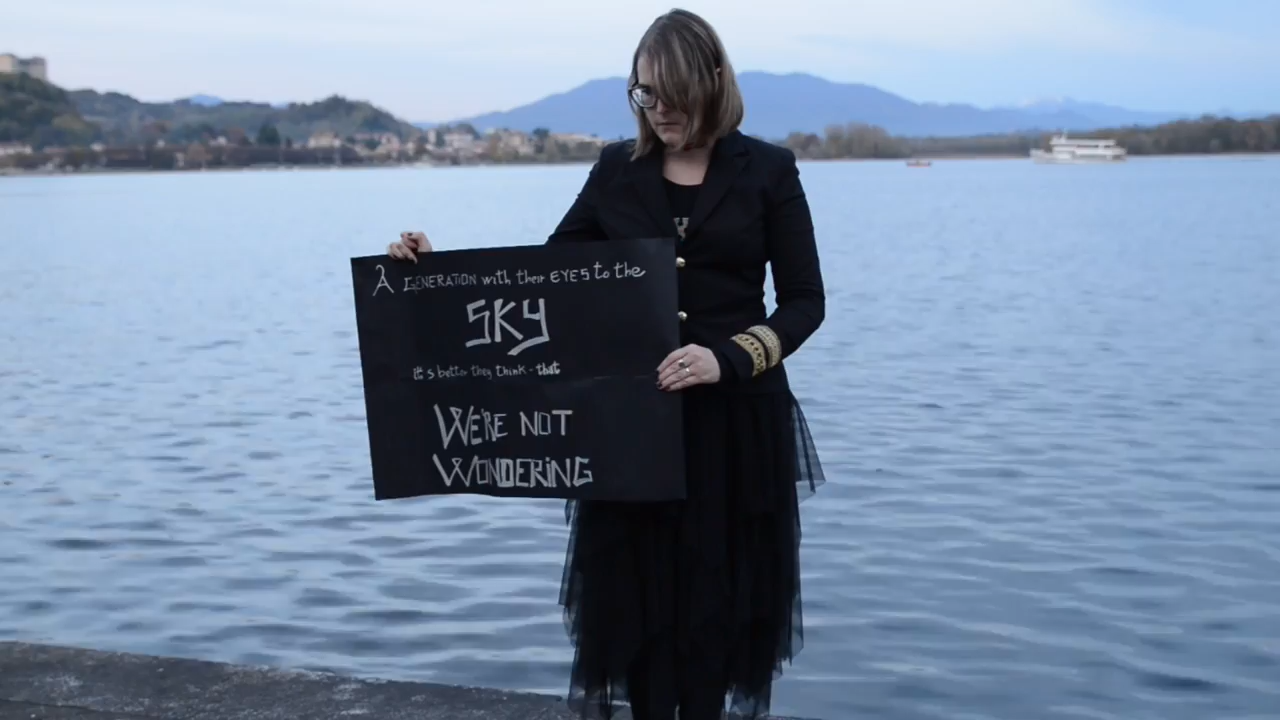 A GENERATION with their EYES to the
SKY
it's better they think - that
WE'RE NOT
WONDERiNG